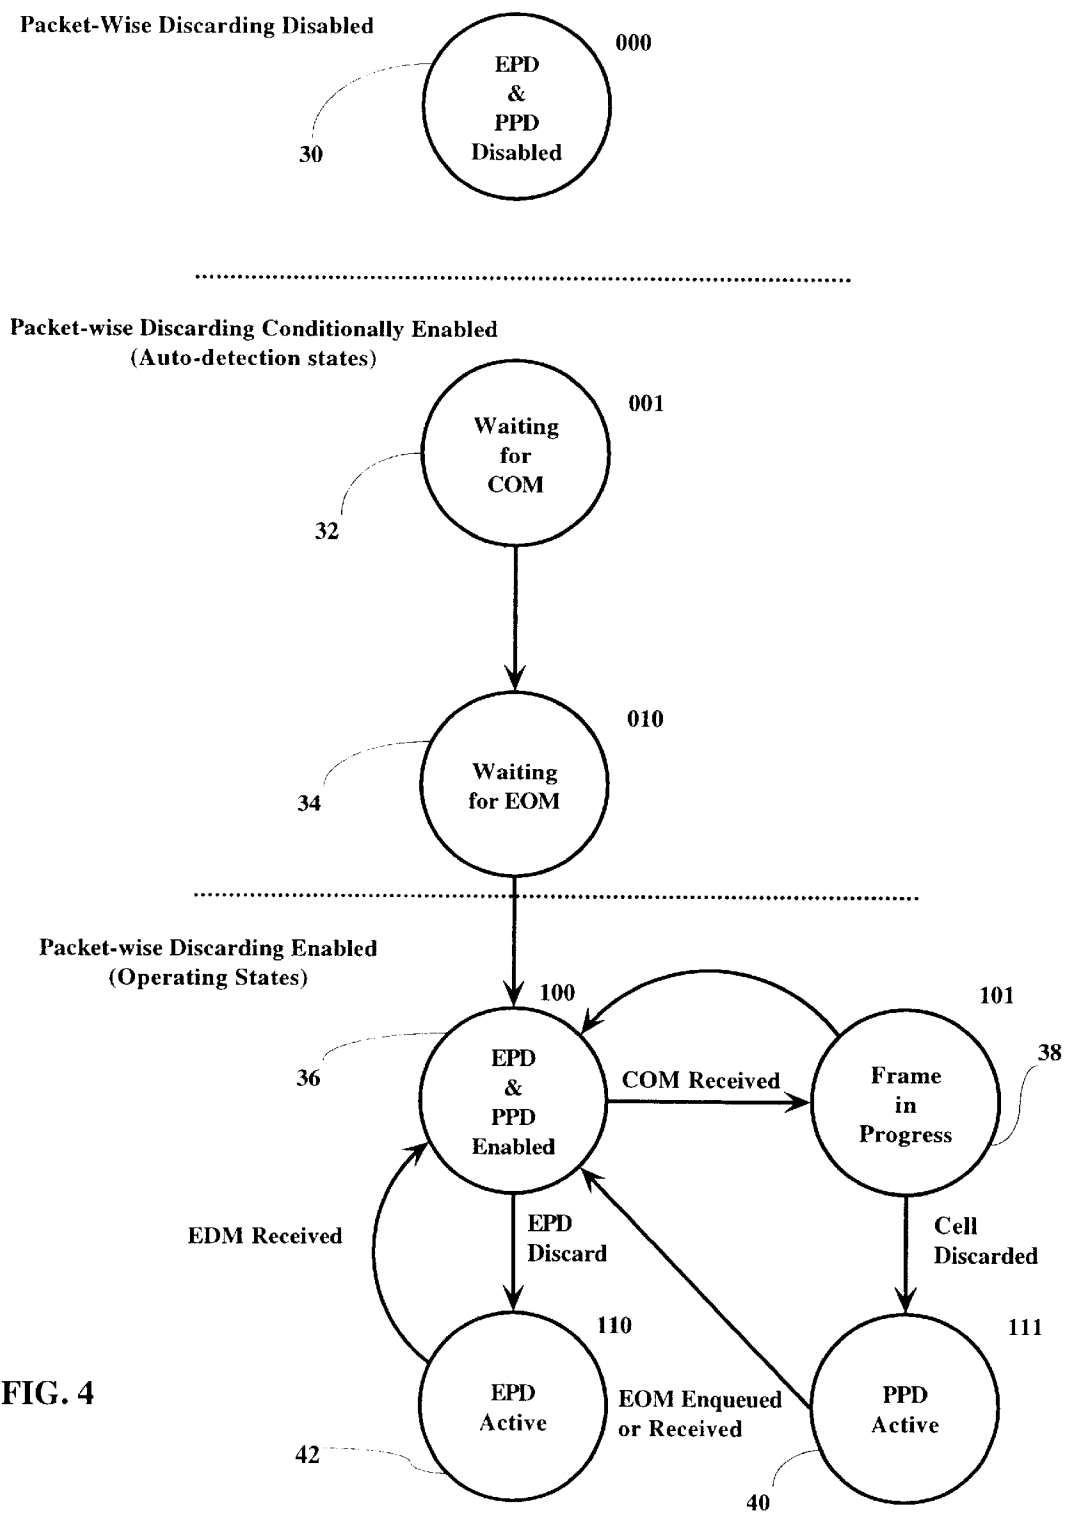 Packet-Wise Discarding Disabled
000
EPD
&
PPD
Disabled
30
Packet-wise Discarding Conditionally Enabled
(Auto-detection states)
001
Waiting
for
COM
32
010
Waiting
for EOM
34
Packet-wise Discarding Enabled
(Operating States)
100
101
EPD
&
PPD
Enabled
36
COM Received
Frame
in
Progress
38
EDM Received
EPD
Discard
Cell
Discarded
110
111
FIG. 4
EPD
Active
EOM Enqueued
or Received
PPD
Active
42
40